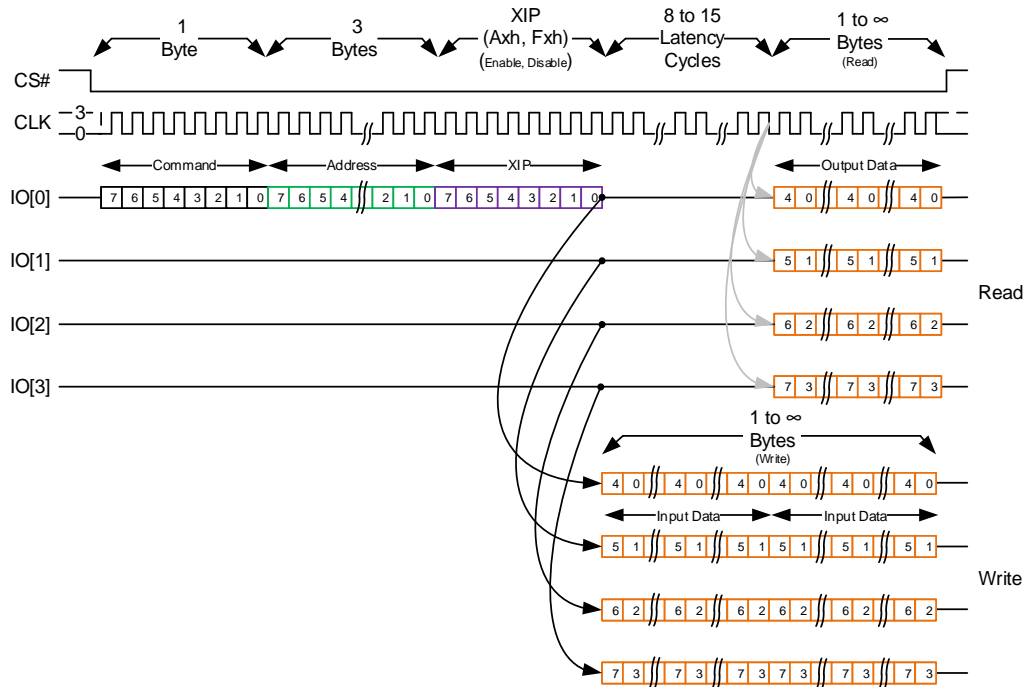 1 Byte
3 Bytes
XIP (Axh, Fxh) (Enable, Disable)
8 to 15 Latency Cycles
1 to ∞ Bytes (Read)
CS#
CLK 3 0
Command Address XIP Output Data
IO[0] 7 6 5 4 3 2 1 0 7 6 5 4 2 1 0 7 6 5 4 3 2 1 0 4 0 4 0 4 0
IO[1] 5 1 5 1 5 1
Read
IO[2] 6 2 6 2 6 2
IO[3] 7 3 7 3 7 3
1 to ∞ Bytes (Write)
4 0 4 0 4 0 4 0 4 0 4 0
Input Data Input Data
5 1 5 1 5 1 5 1 5 1 5 1
Write
6 2 6 2 6 2 6 2 6 2 6 2
7 3 7 3 7 3 7 3 7 3 7 3